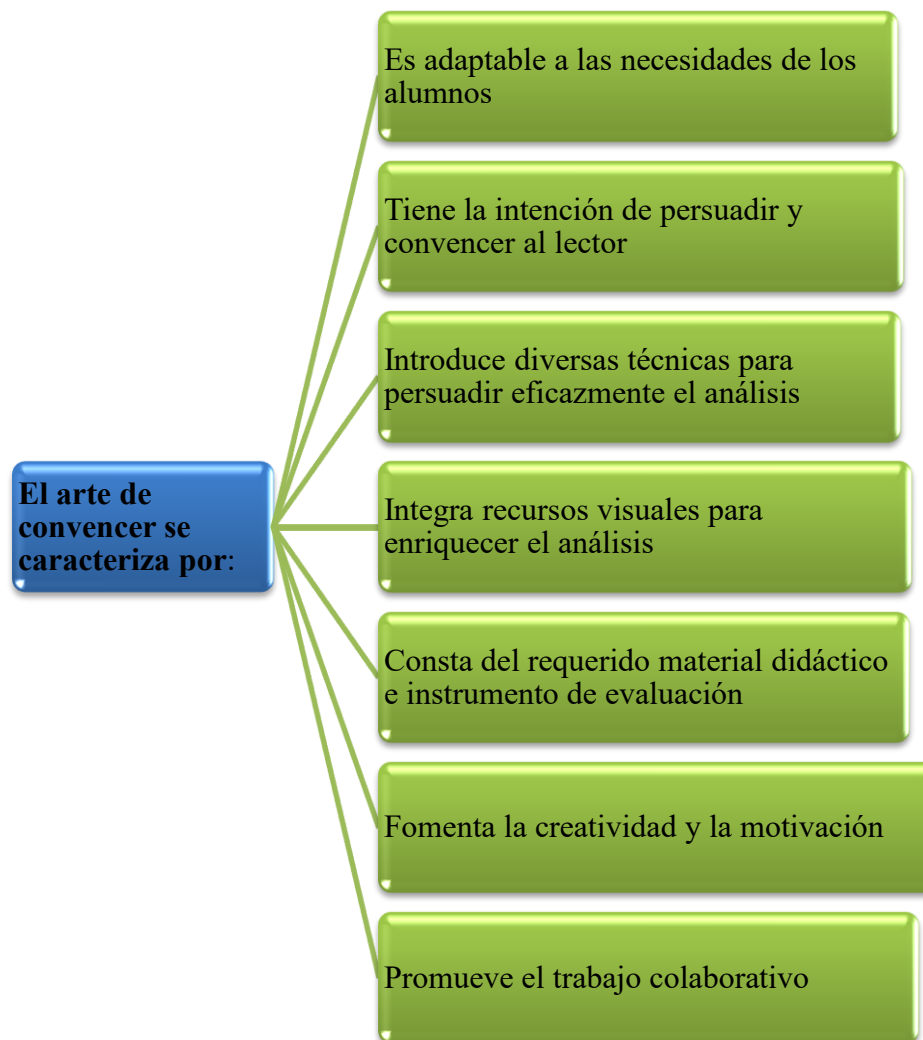 Es adaptable a las necesidades de los
alumnos
Tiene la intención de persuadir y
convencer al lector
Introduce diversas técnicas para
persuadir eficazmente el análisis
El arte de
convencer se
caracteriza por:
Integra recursos visuales para
enriquecer el análisis
Consta del requerido material didáctico
e instrumento de evaluación
Fomenta la creatividad y la motivación
Promueve el trabajo colaborativo